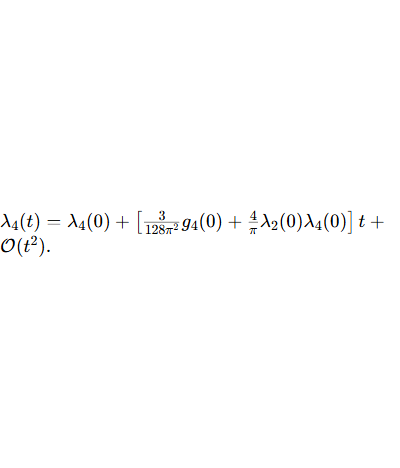 λ₄(t) = λ₄(0) + [3/(128π²) g₄(0) + 4/π λ₂(0)λ₄(0)] t +
𝒪(t²).